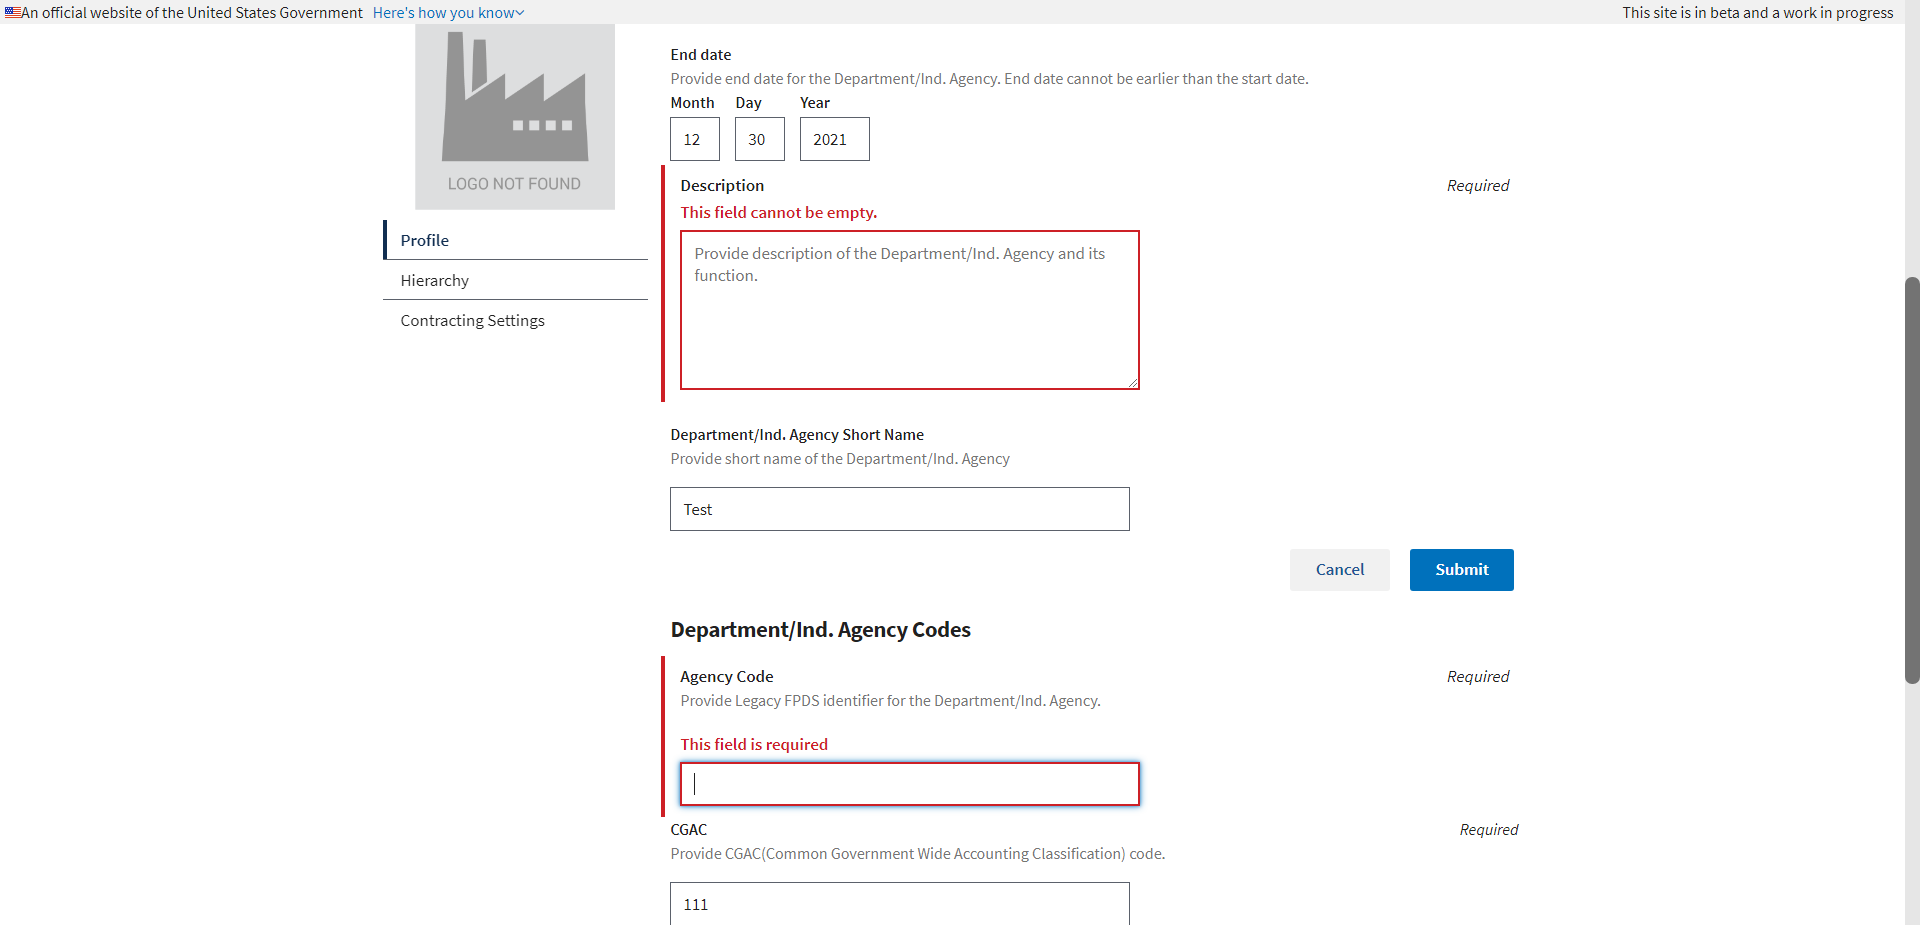 An official website of the United States Government Here's how you know
This site is in beta and a work in progress
LOGO NOT FOUND
Profile
Hierarchy
Contracting Settings
End date
Provide end date for the Department/Ind. Agency. End date cannot be earlier than the start date.
Month Day Year
12 30 2021
Description Required
This field cannot be empty.
Provide description of the Department/Ind. Agency and its
function.
Department/Ind. Agency Short Name
Provide short name of the Department/Ind. Agency
Test
Cancel Submit
Department/Ind. Agency Codes
Agency Code Required
Provide Legacy FPDS identifier for the Department/Ind. Agency.
This field is required
CGAC Required
Provide CGAC(Common Government Wide Accounting Classification) code.
111